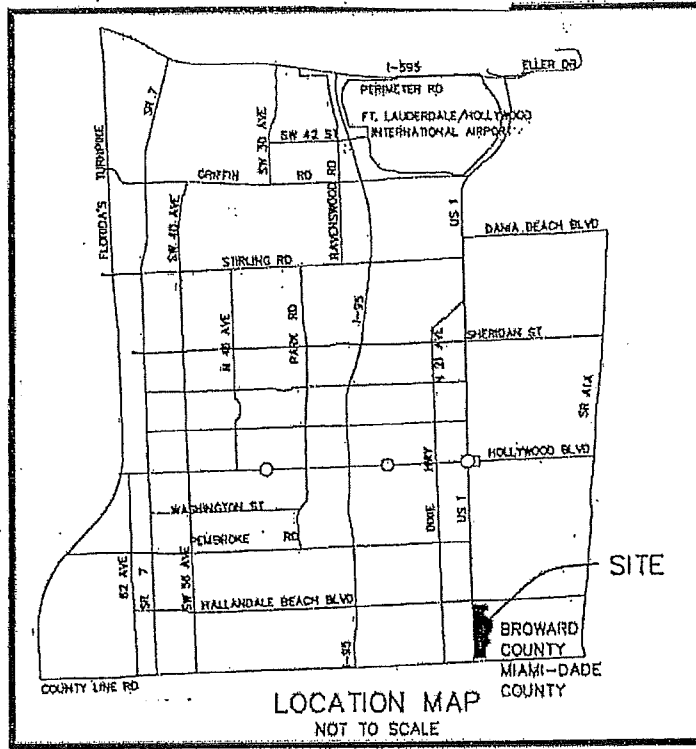 I-595
ELLER DR
SR 7
PERIMETER RD
FT. LAUDERDALE/HOLLYWOOD
INTERNATIONAL AIRPORT
SW 30 AVE
SW 42 ST
FLORIDA'S TURNPIKE
GRIFFIN RD
RAVENSWOOD RD
SW 40 AVE
US 1
DANIA BEACH BLVD
STIRLING RD
I-95
N 46 AVE
PARK RD
N 21 AVE
SHERIDAN ST
SR A1A
HOLLYWOOD BLVD
DIXIE HWY
US 1
WASHINGTON ST
PEMBROKE RD
62 AVE
SR 7
SW 56 AVE
HALLANDALE BEACH BLVD
SITE
I-95
BROWARD
COUNTY
MIAMI-DADE
COUNTY
COUNTY LINE RD
LOCATION MAP
NOT TO SCALE